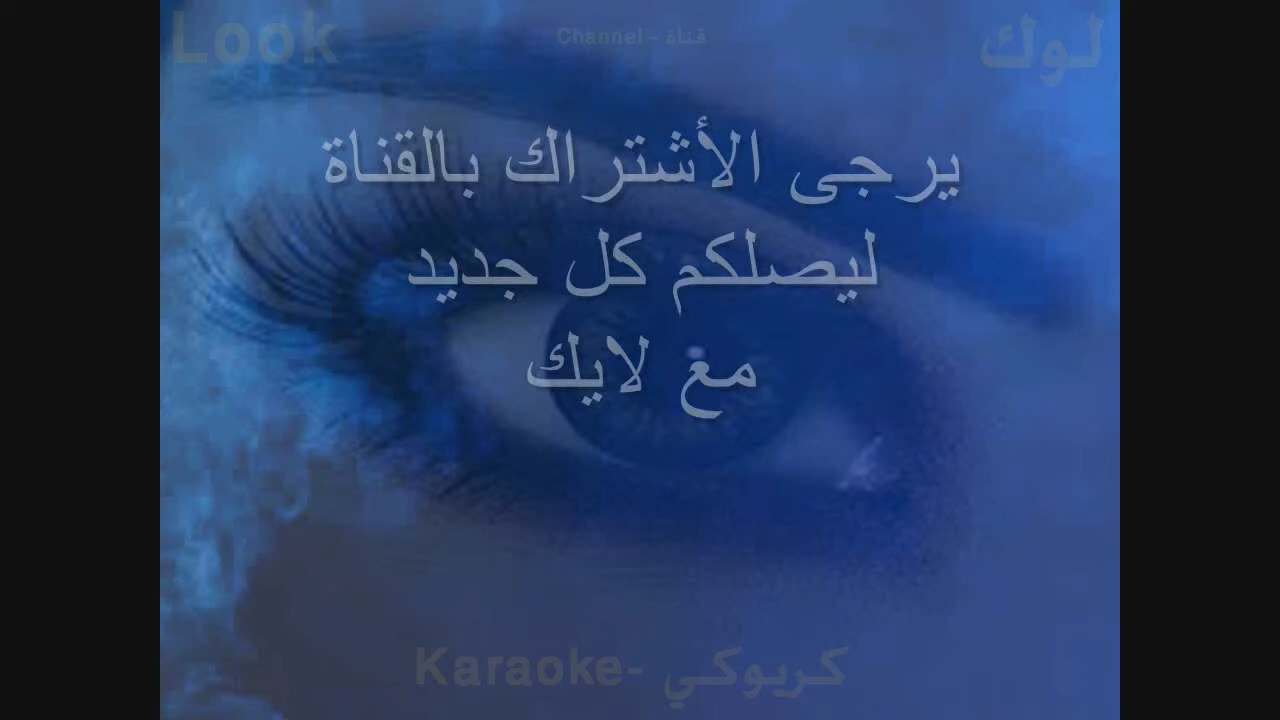 Look
Channel - قناة
لوك
يرجى الأشتراك بالقناة
ليصلكم كل جديد
مغ لايك
Karaoke- كريوكي